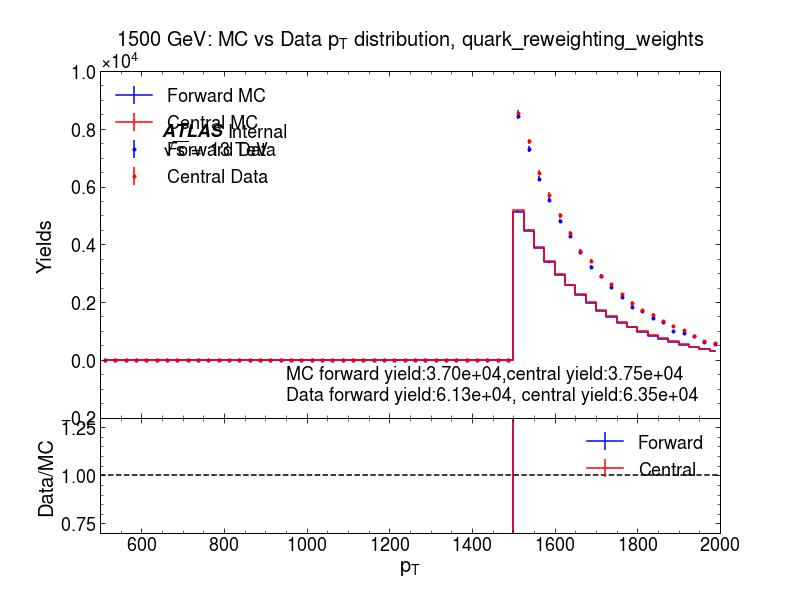 1500 GeV: MC vs Data pT distribution, quark_reweighting_weights
×10⁴
1.0
0.8
0.6
0.4
0.2
0.0
0.2
Yields
Forward MC
Central MC
ATLAS Internal
√s = 13 TeV
Forward Data
Central Data
MC forward yield:3.70e+04,central yield:3.75e+04
Data forward yield:6.13e+04, central yield:6.35e+04
1.25
1.00
0.75
Data/MC
Forward
Central
600 800 1000 1200 1400 1600 1800 2000
pT